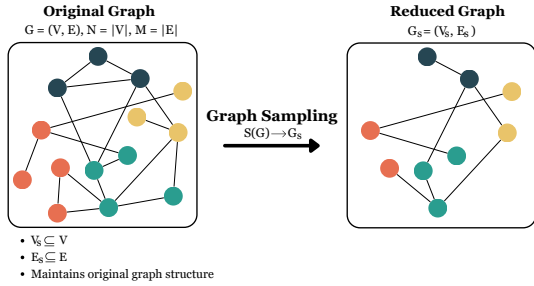 Original Graph
G = (V, E), N = |V|, M = |E|
Graph Sampling
S(G)→Gₛ
Reduced Graph
Gₛ = (Vₛ, Eₛ)
• Vₛ ⊆ V
• Eₛ ⊆ E
• Maintains original graph structure